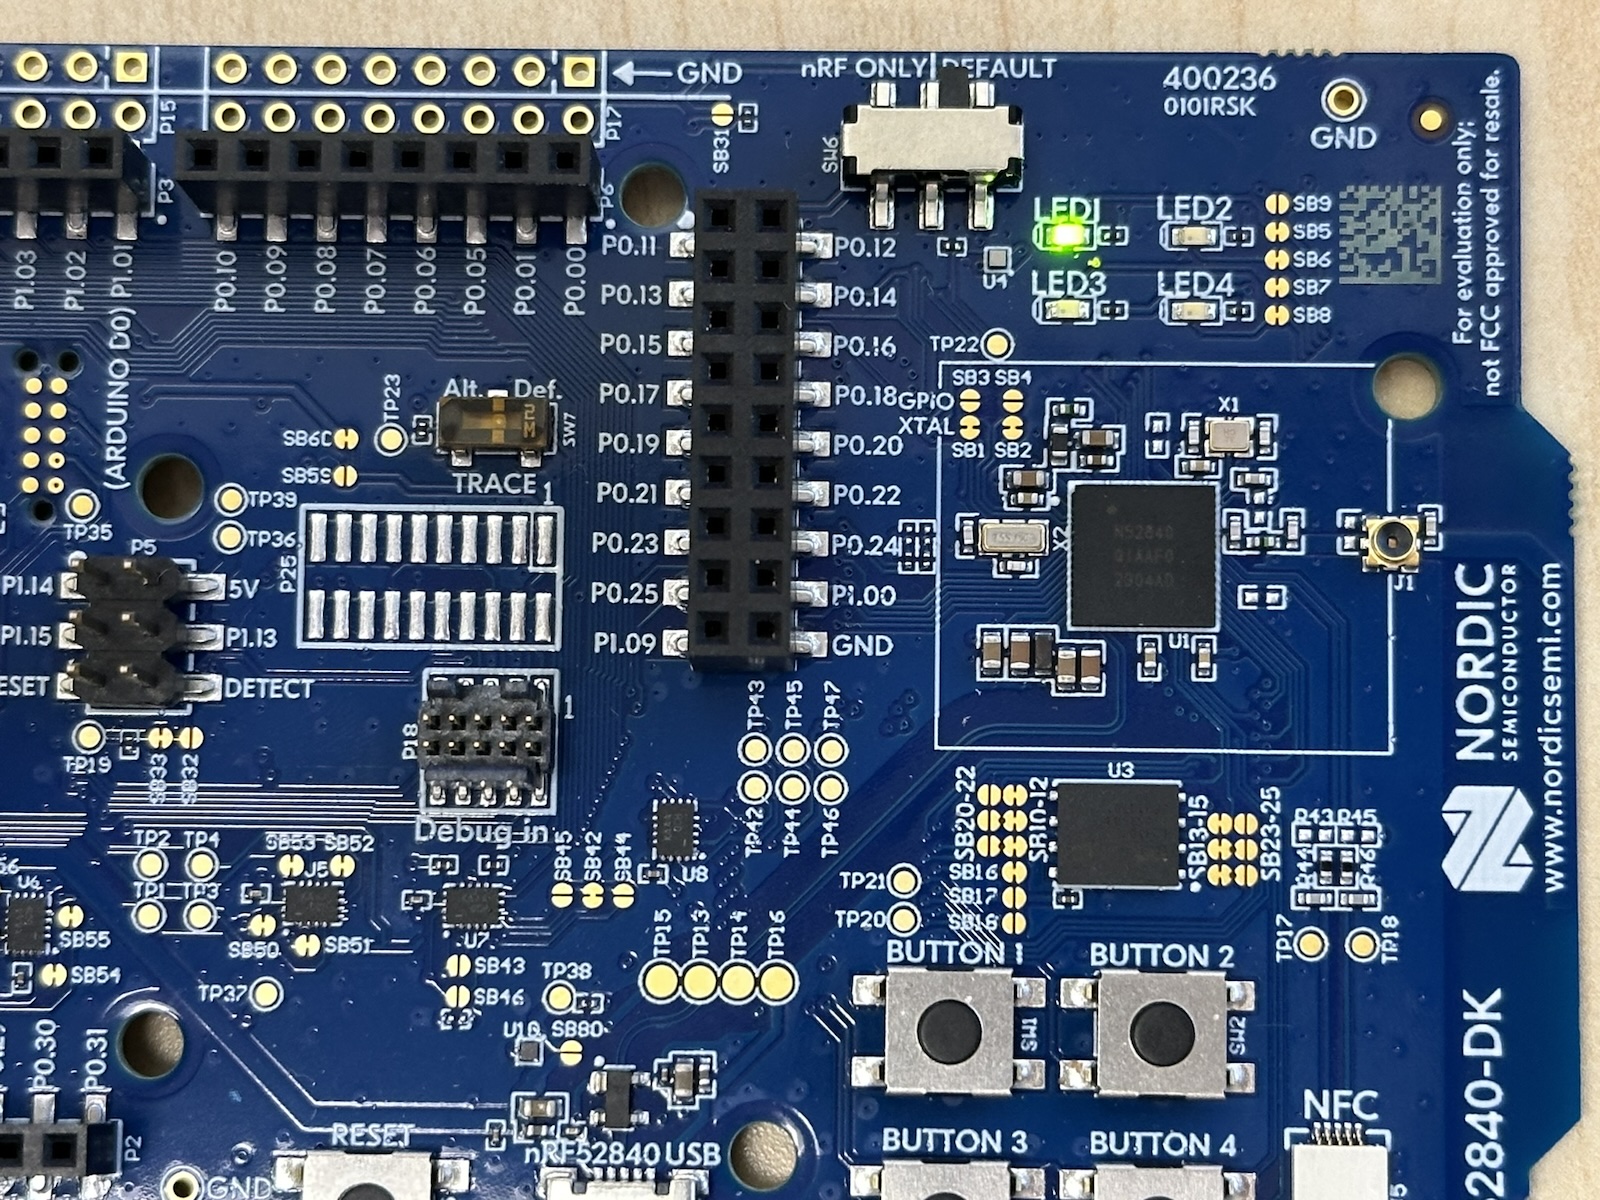 GND
nRF ONLY
DEFAULT
400236
0101RSK
GND
For evaluation only;
not FCC approved for resale.
P15
P17
SB31
SW6
P3
P6
P1.03
P1.02
P1.01
(ARDUINO D0)
P0.10
P0.09
P0.08
P0.07
P0.06
P0.05
P0.01
P0.00
LED1
LED2
LED3
LED4
U4
SB9
SB5
SB6
SB7
SB8
P0.11
P0.12
P0.13
P0.14
P0.15
P0.16
P0.17
P0.18
P0.19
P0.20
P0.21
P0.22
P0.23
P0.24
P0.25
P1.00
P1.09
GND
TP22
SB3 SB4
GPIO
XTAL
SB1 SB2
X1
X2
N52840
QIAAF0
U1
J1
TP23
Alt.
Def.
SW7
TRACE
1
P25
TP39
TP36
TP35
P5
P1.14
5V
P1.15
P1.13
DETECT
TP19
SB33
SB32
P18
1
Debug in
TP43
TP45
TP47
TP42
TP44
TP46
U3
SB20-22
SB10-12
SB13-15
SB23-25
SB16
SB17
R43
R45
R46
TP21
TP20
TP17
TP18
TP2
TP4
TP1
TP3
SB53
SB52
SB50
SB51
U6
SB55
SB54
U7
U8
SB45
SB42
SB44
SB43
SB46
TP37
TP38
TP15
TP13
TP14
TP16
SB80
BUTTON
BUTTON 2
SW1
SW2
BUTTON 3
BUTTON 4
NFC
P0.30
P0.31
P2
RESET
GND
nRF52840 USB
NORDIC
SEMICONDUCTOR
www.nordicsemi.com
2840-DK